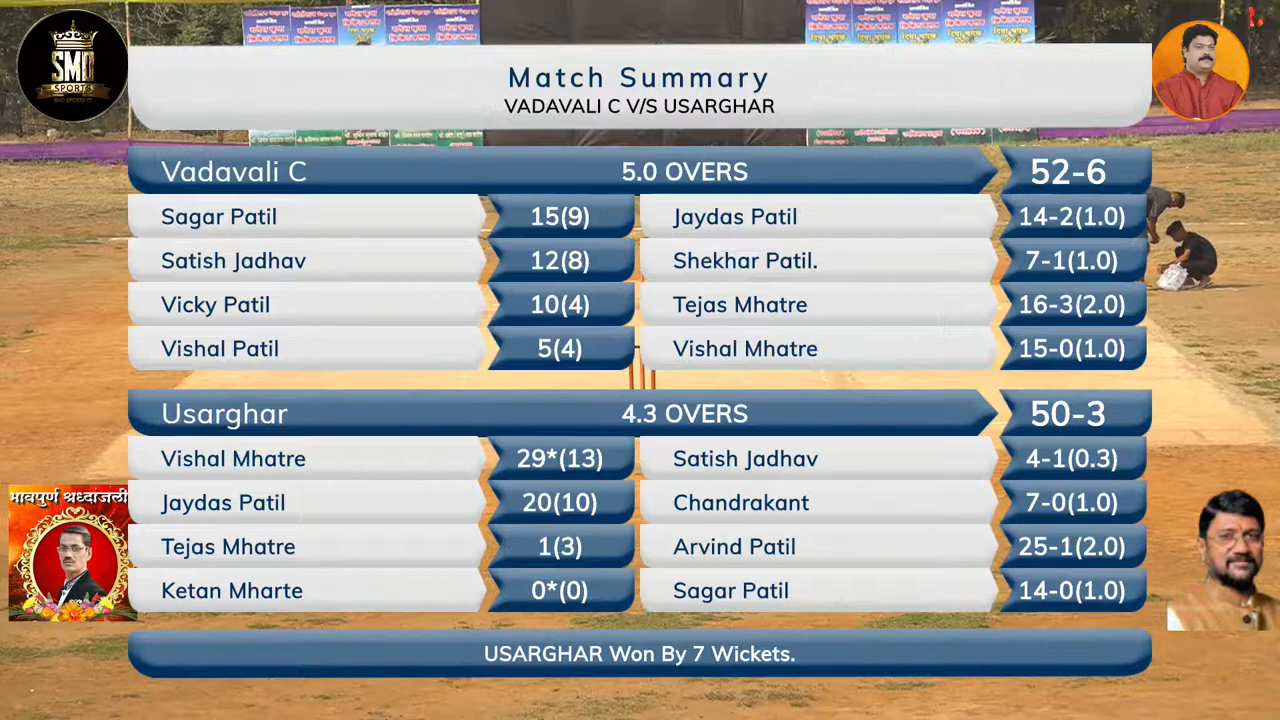 SMD
SPORTS
Match Summary
VADAVALI C V/S USARGHAR
Vadavali C 5.0 OVERS 52-6
Sagar Patil 15(9) Jaydas Patil 14-2(1.0)
Satish Jadhav 12(8) Shekhar Patil. 7-1(1.0)
Vicky Patil 10(4) Tejas Mhatre 16-3(2.0)
Vishal Patil 5(4) Vishal Mhatre 15-0(1.0)
Usarghar 4.3 OVERS 50-3
Vishal Mhatre 29*(13) Satish Jadhav 4-1(0.3)
Jaydas Patil 20(10) Chandrakant 7-0(1.0)
Tejas Mhatre 1(3) Arvind Patil 25-1(2.0)
Ketan Mharte 0*(0) Sagar Patil 14-0(1.0)
भावपुर्ण श्रध्दांजली
USARGHAR Won By 7 Wickets.